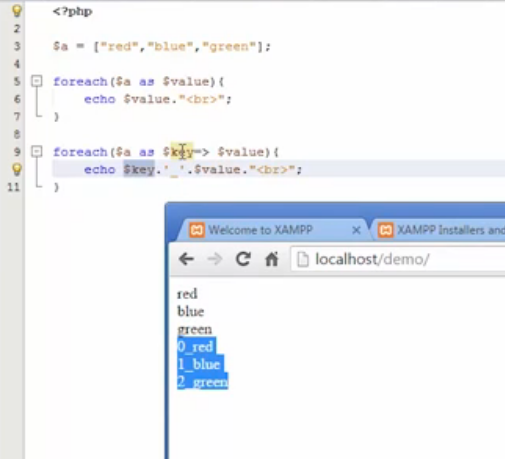 <?php
2
3 $a = ["red","blue","green"];
4
5 foreach($a as $value){
6 echo $value."<br>";
7 }
8
9 foreach($a as $key=> $value){
echo $key.'_'.$value."<br>";
11 }
Welcome to XAMPP
XAMPP Installers and
localhost/demo/
red
blue
green
0_red
1_blue
2_green